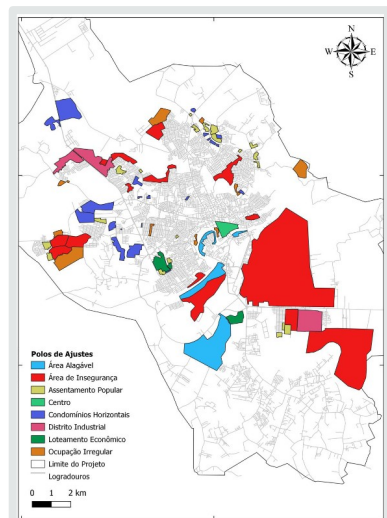 N
W E
S
Polos de Ajustes
Área Alagável
Área de Insegurança
Assentamento Popular
Centro
Condomínios Horizontais
Distrito Industrial
Loteamento Econômico
Ocupação Irregular
Limite do Projeto
Logradouros
0 1 2 km